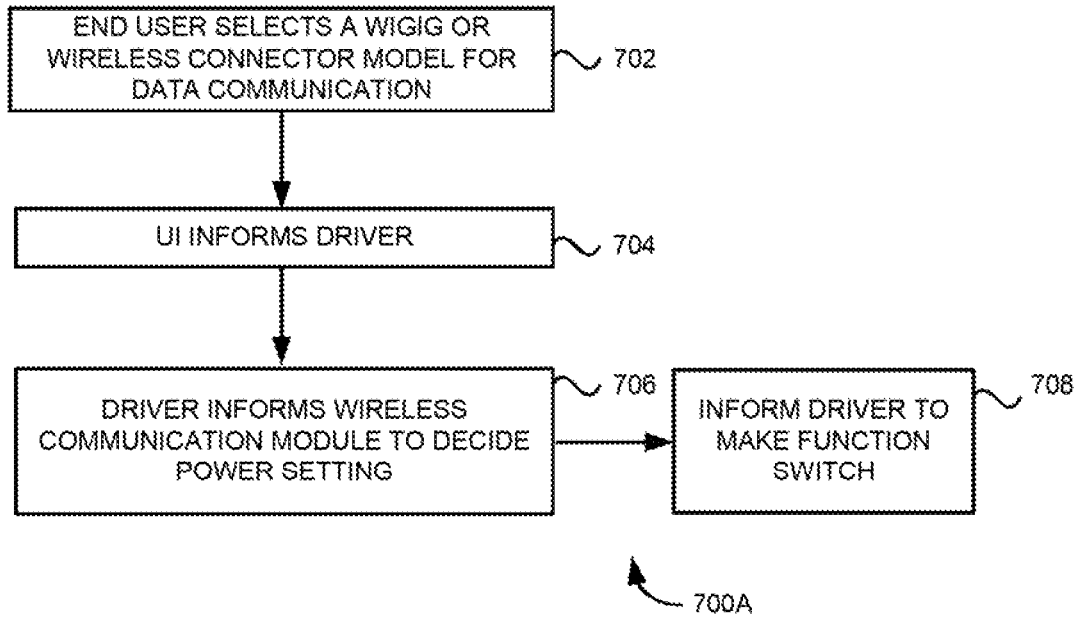 END USER SELECTS A WIGIG OR
WIRELESS CONNECTOR MODEL FOR
DATA COMMUNICATION
702
UI INFORMS DRIVER
704
DRIVER INFORMS WIRELESS
COMMUNICATION MODULE TO DECIDE
POWER SETTING
706
INFORM DRIVER TO
MAKE FUNCTION
SWITCH
708
700A